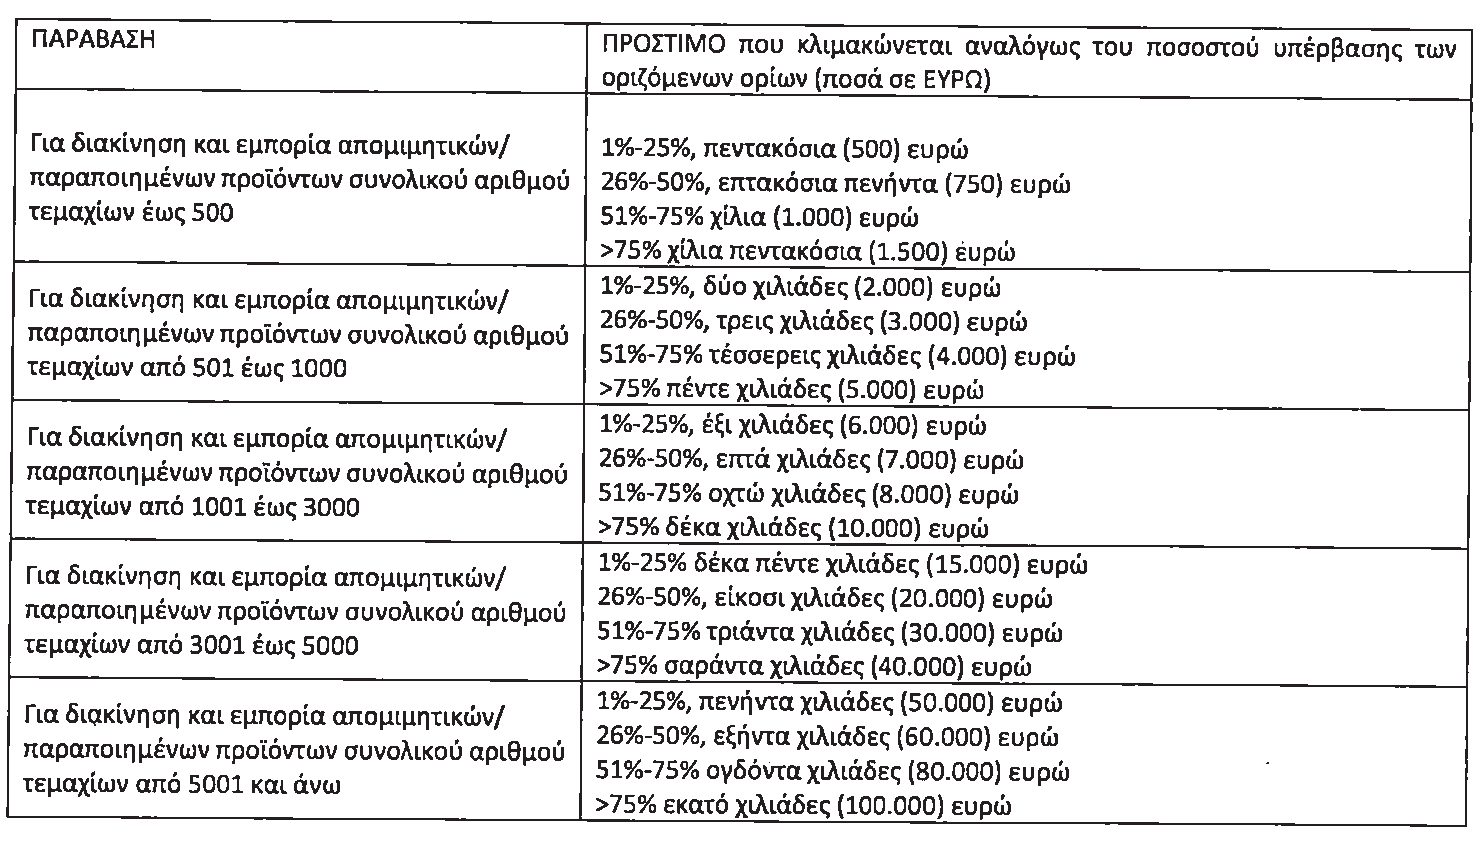 ΠΑΡΑΒΑΣΗ
ΠΡΟΣΤΙΜΟ που κλιμακώνεται αναλόγως του ποσοστού υπέρβασης των
οριζόμενων ορίων (ποσά σε ΕΥΡΩ)
Για διακίνηση και εμπορία απομιμητικών/
παραποιημένων προϊόντων συνολικού αριθμού
τεμαχίων έως 500
1%-25%, πεντακόσια (500) ευρώ
26%-50%, επτακόσια πενήντα (750) ευρώ
51%-75% χίλια (1.000) ευρώ
>75% χίλια πεντακόσια (1.500) ευρώ
Για διακίνηση και εμπορία απομιμητικών/
παραποιημένων προϊόντων συνολικού αριθμού
τεμαχίων από 501 έως 1000
1%-25%, δύο χιλιάδες (2.000) ευρώ
26%-50%, τρεις χιλιάδες (3.000) ευρώ
51%-75% τέσσερεις χιλιάδες (4.000) ευρώ
>75% πέντε χιλιάδες (5.000) ευρώ
Για διακίνηση και εμπορία απομιμητικών/
παραποιημένων προϊόντων συνολικού αριθμού
τεμαχίων από 1001 έως 3000
1%-25%, έξι χιλιάδες (6.000) ευρώ
26%-50%, επτά χιλιάδες (7.000) ευρώ
51%-75% οχτώ χιλιάδες (8.000) ευρώ
>75% δέκα χιλιάδες (10.000) ευρώ
Για διακίνηση και εμπορία απομιμητικών/
παραποιημένων προϊόντων συνολικού αριθμού
τεμαχίων από 3001 έως 5000
1%-25% δέκα πέντε χιλιάδες (15.000) ευρώ
26%-50%, είκοσι χιλιάδες (20.000) ευρώ
51%-75% τριάντα χιλιάδες (30.000) ευρώ
>75% σαράντα χιλιάδες (40.000) ευρώ
Για διακίνηση και εμπορία απομιμητικών/
παραποιημένων προϊόντων συνολικού αριθμού
τεμαχίων από 5001 και άνω
1%-25%, πενήντα χιλιάδες (50.000) ευρώ
26%-50%, εξήντα χιλιάδες (60.000) ευρώ
51%-75% ογδόντα χιλιάδες (80.000) ευρώ
>75% εκατό χιλιάδες (100.000) ευρώ